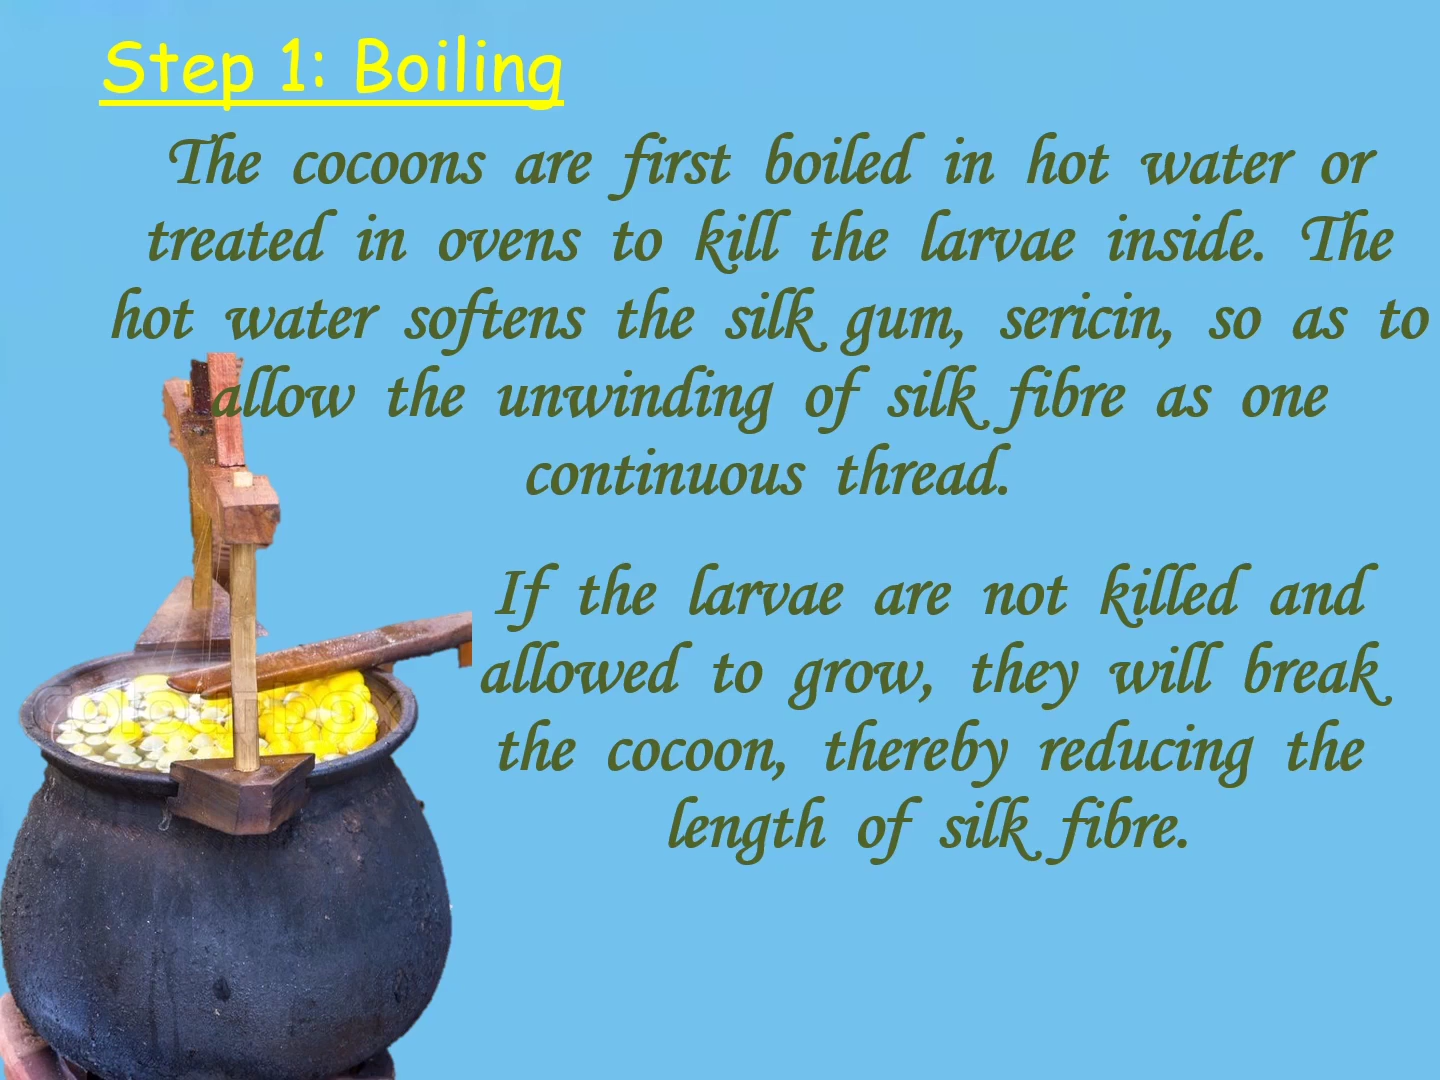 Step 1: Boiling
The cocoons are first boiled in hot water or
treated in ovens to kill the larvae inside. The
hot water softens the silk gum, sericin, so as to
allow the unwinding of silk fibre as one
continuous thread.
If the larvae are not killed and
allowed to grow, they will break
the cocoon, thereby reducing the
length of silk fibre.
colourbox